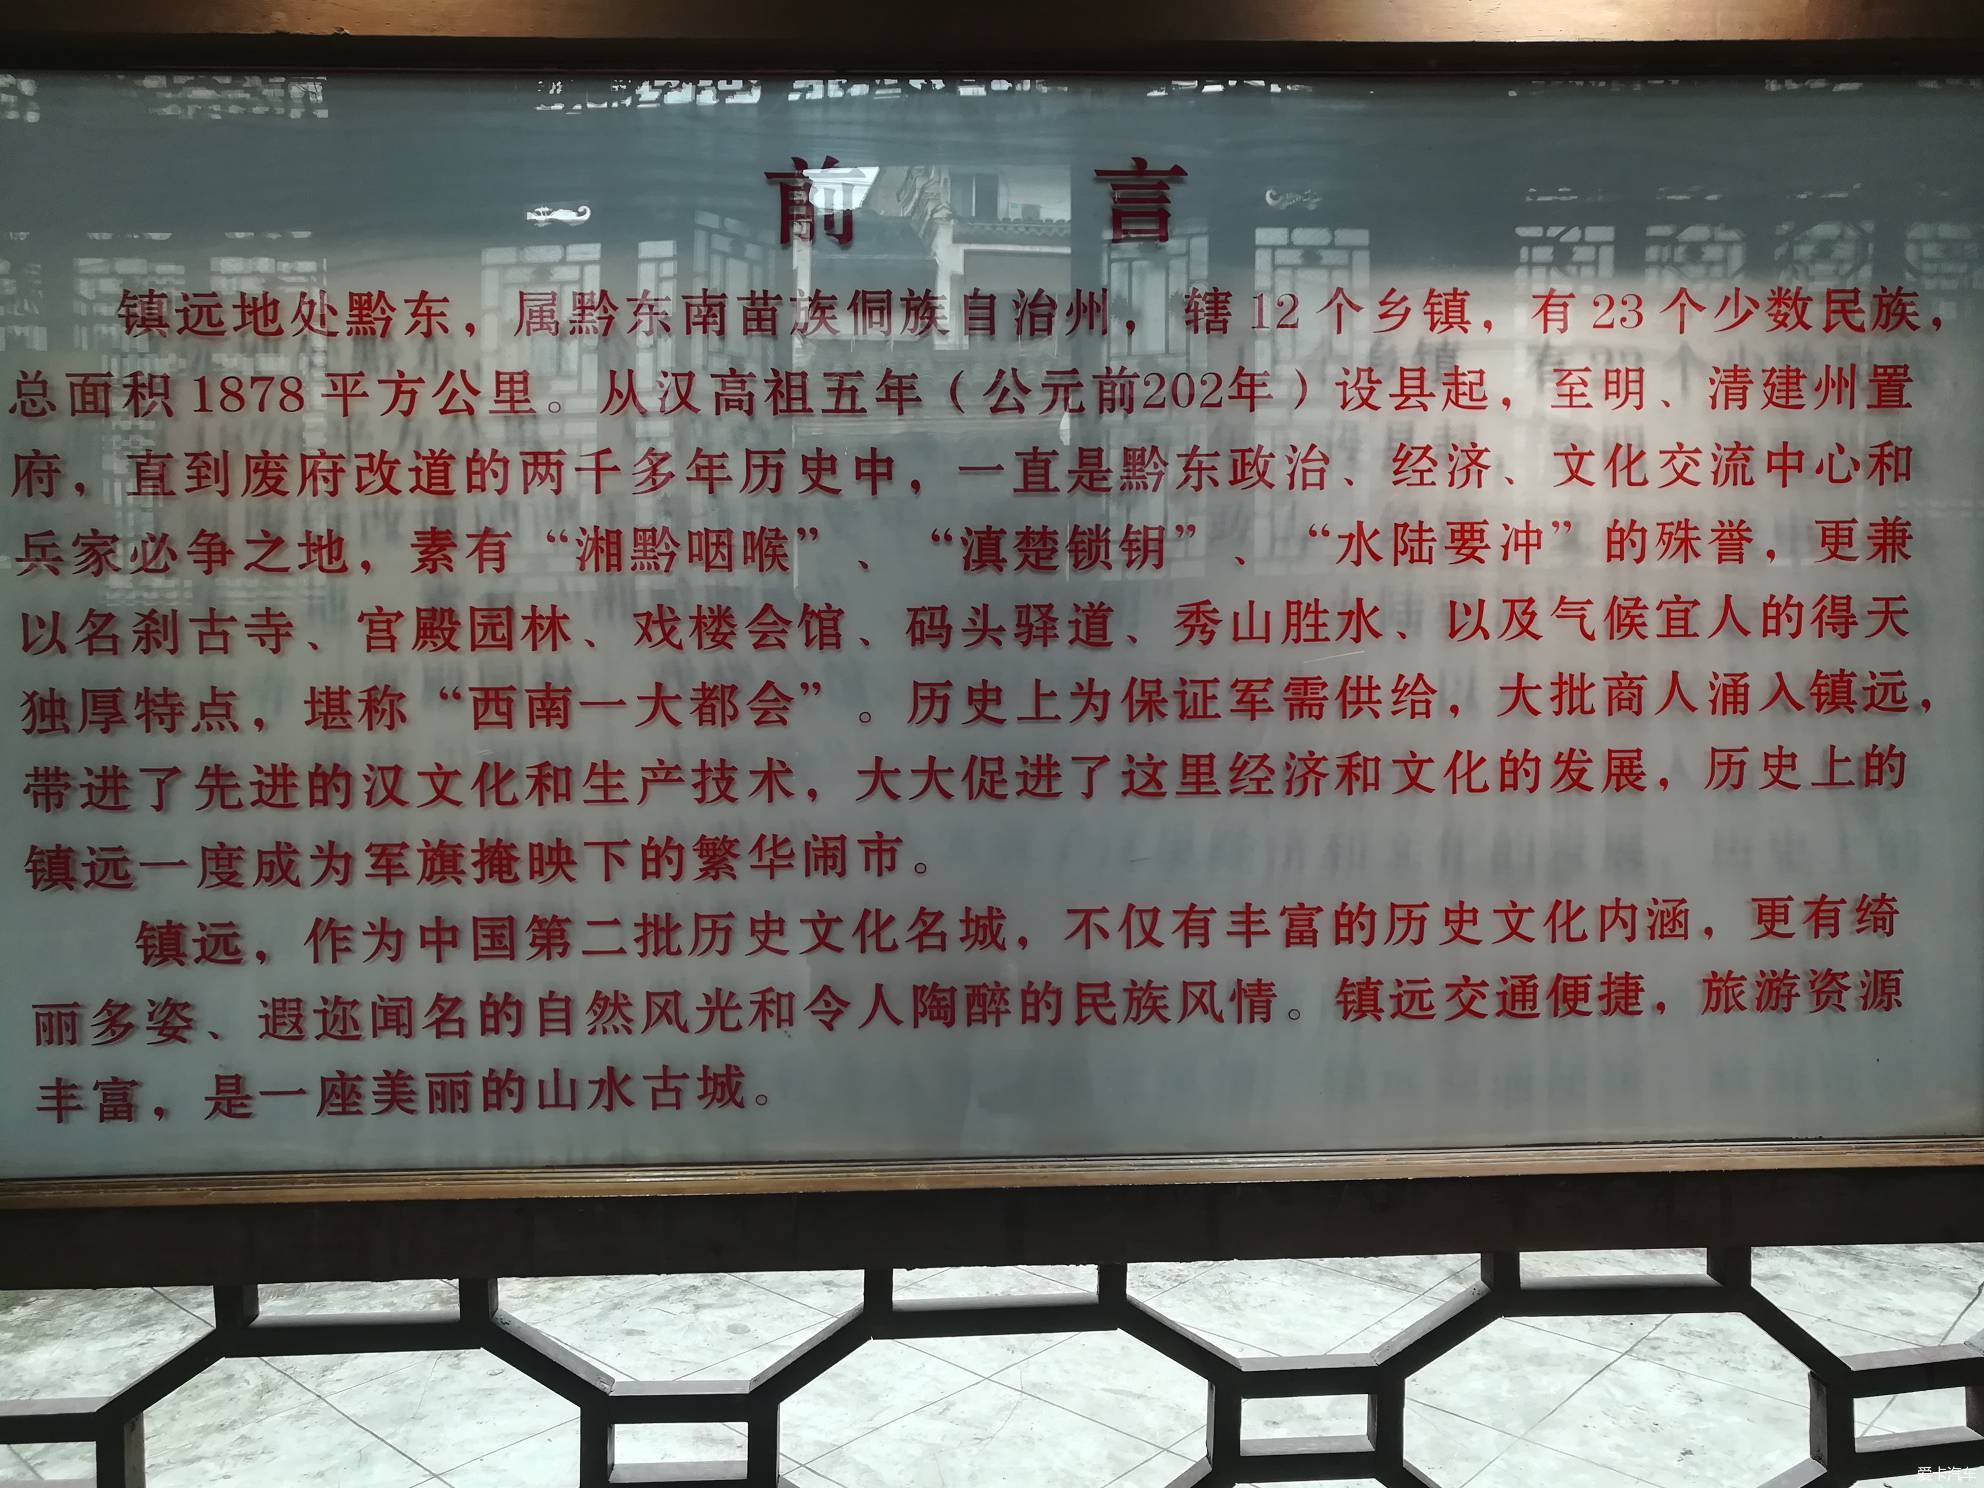 前言
镇远地处黔东，属黔东南苗族侗族自治州，辖12个乡镇，有23个少数民族，
总面积1878平方公里。从汉高祖五年（公元前202年）设县起，至明、清建州置
府，直到废府改道的两千多年历史中，一直是黔东政治、经济、文化交流中心和
兵家必争之地，素有“湘黔咽喉”、“滇楚锁钥”、“水陆要冲”的殊誉，更兼
以名刹古寺、宫殿园林、戏楼会馆、码头驿道、秀山胜水、以及气候宜人的得天
独厚特点，堪称“西南一大都会”。历史上为保证军需供给，大批商人涌入镇远，
带进了先进的汉文化和生产技术，大大促进了这里经济和文化的发展，历史上的
镇远一度成为军旗掩映下的繁华闹市。
镇远，作为中国第二批历史文化名城，不仅有丰富的历史文化内涵，更有绮
丽多姿、遐迩闻名的自然风光和令人陶醉的民族风情。镇远交通便捷，旅游资源
丰富，是一座美丽的山水古城。
爱卡汽车